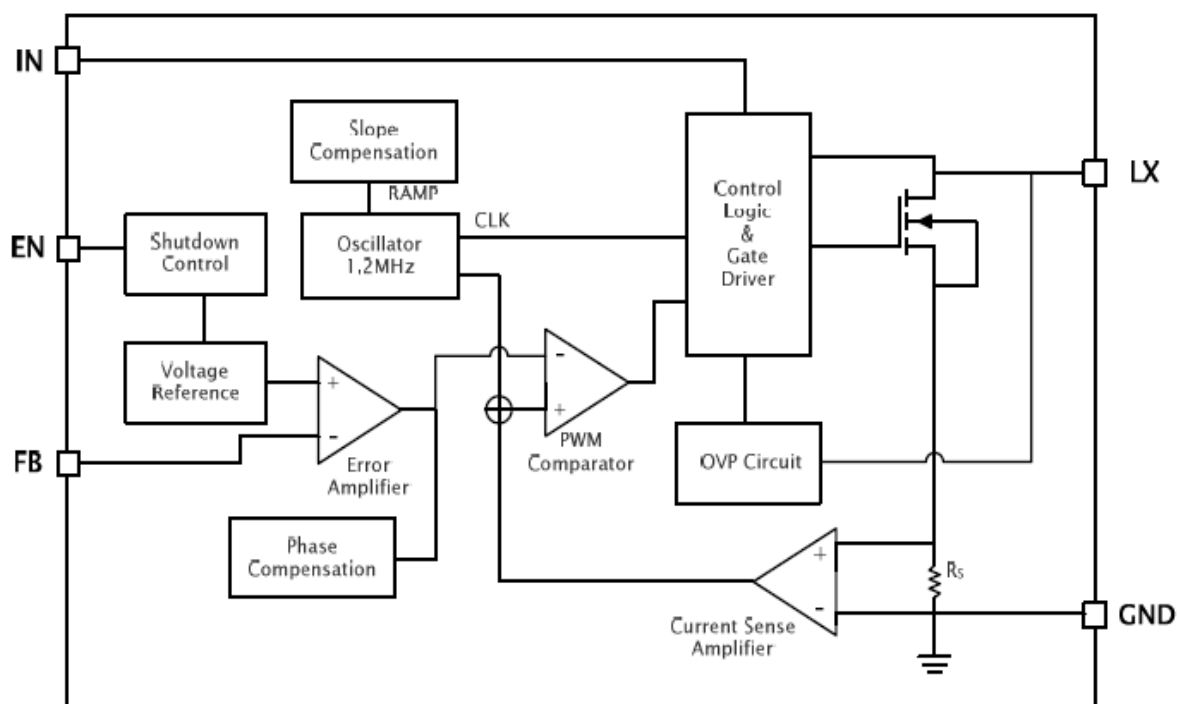 IN
Slope
Compensation
RAMP
LX
Control
Logic
&
Gate
Driver
EN
Shutdown
Control
Oscillator
1.2MHz
CLK
Voltage
Reference
+
-
-
+
FB
Error
Amplifier
PWM
Comparator
OVP Circuit
Phase
Compensation
+
-
Rs
Current Sense
Amplifier
GND